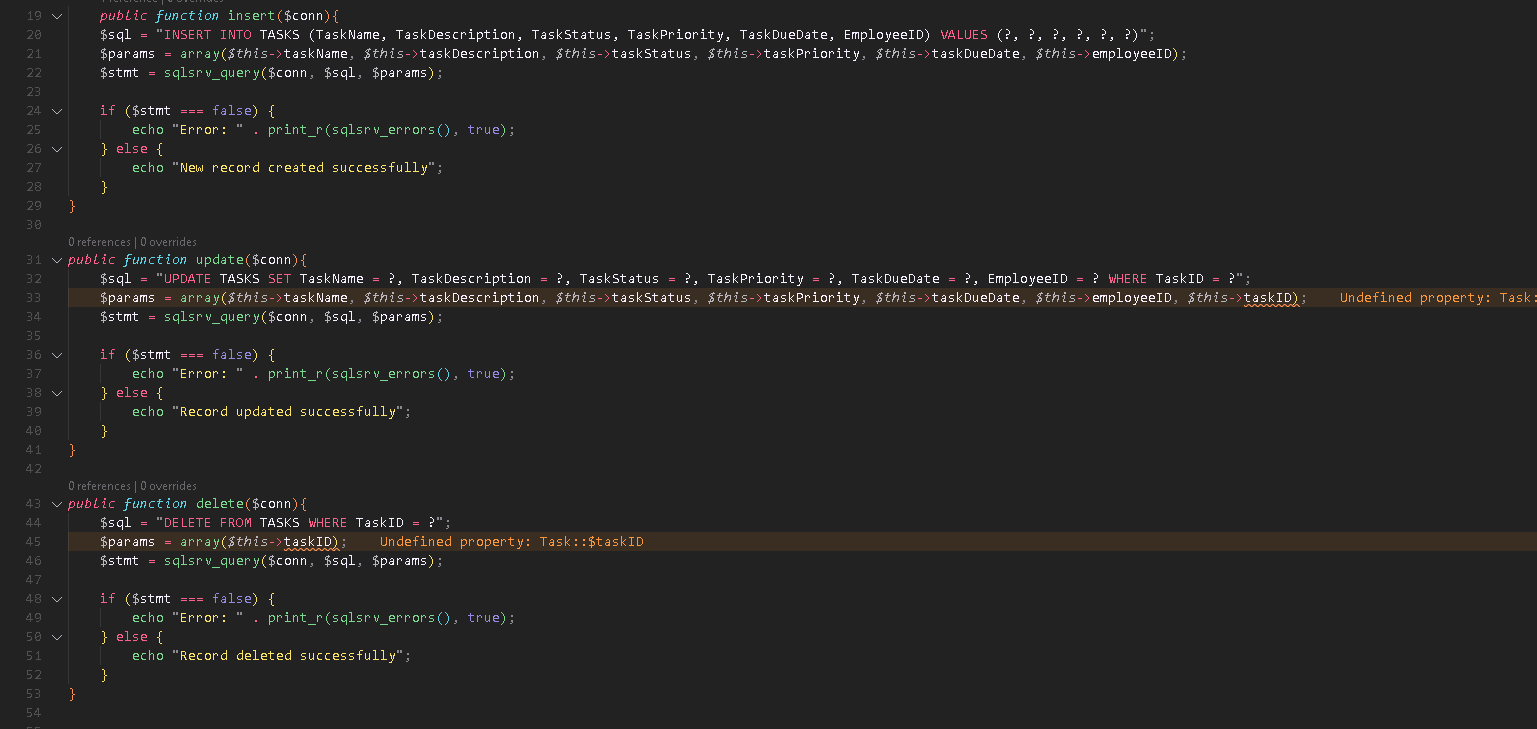 1 reference | 0 overrides
19 public function insert($conn){
20 $sql = "INSERT INTO TASKS (TaskName, TaskDescription, TaskStatus, TaskPriority, TaskDueDate, EmployeeID) VALUES (?, ?, ?, ?, ?, ?)";
21 $params = array($this->taskName, $this->taskDescription, $this->taskStatus, $this->taskPriority, $this->taskDueDate, $this->employeeID);
22 $stmt = sqlsrv_query($conn, $sql, $params);
23
24 if ($stmt === false) {
25 echo "Error: " . print_r(sqlsrv_errors(), true);
26 } else {
27 echo "New record created successfully";
28 }
29 }
30
0 references | 0 overrides
31 public function update($conn){
32 $sql = "UPDATE TASKS SET TaskName = ?, TaskDescription = ?, TaskStatus = ?, TaskPriority = ?, TaskDueDate = ?, EmployeeID = ? WHERE TaskID = ?";
33 $params = array($this->taskName, $this->taskDescription, $this->taskStatus, $this->taskPriority, $this->taskDueDate, $this->employeeID, $this->taskID); Undefined property: Task:
34 $stmt = sqlsrv_query($conn, $sql, $params);
35
36 if ($stmt === false) {
37 echo "Error: " . print_r(sqlsrv_errors(), true);
38 } else {
39 echo "Record updated successfully";
40 }
41 }
42
0 references | 0 overrides
43 public function delete($conn){
44 $sql = "DELETE FROM TASKS WHERE TaskID = ?";
45 $params = array($this->taskID); Undefined property: Task::$taskID
46 $stmt = sqlsrv_query($conn, $sql, $params);
47
48 if ($stmt === false) {
49 echo "Error: " . print_r(sqlsrv_errors(), true);
50 } else {
51 echo "Record deleted successfully";
52 }
53 }
54